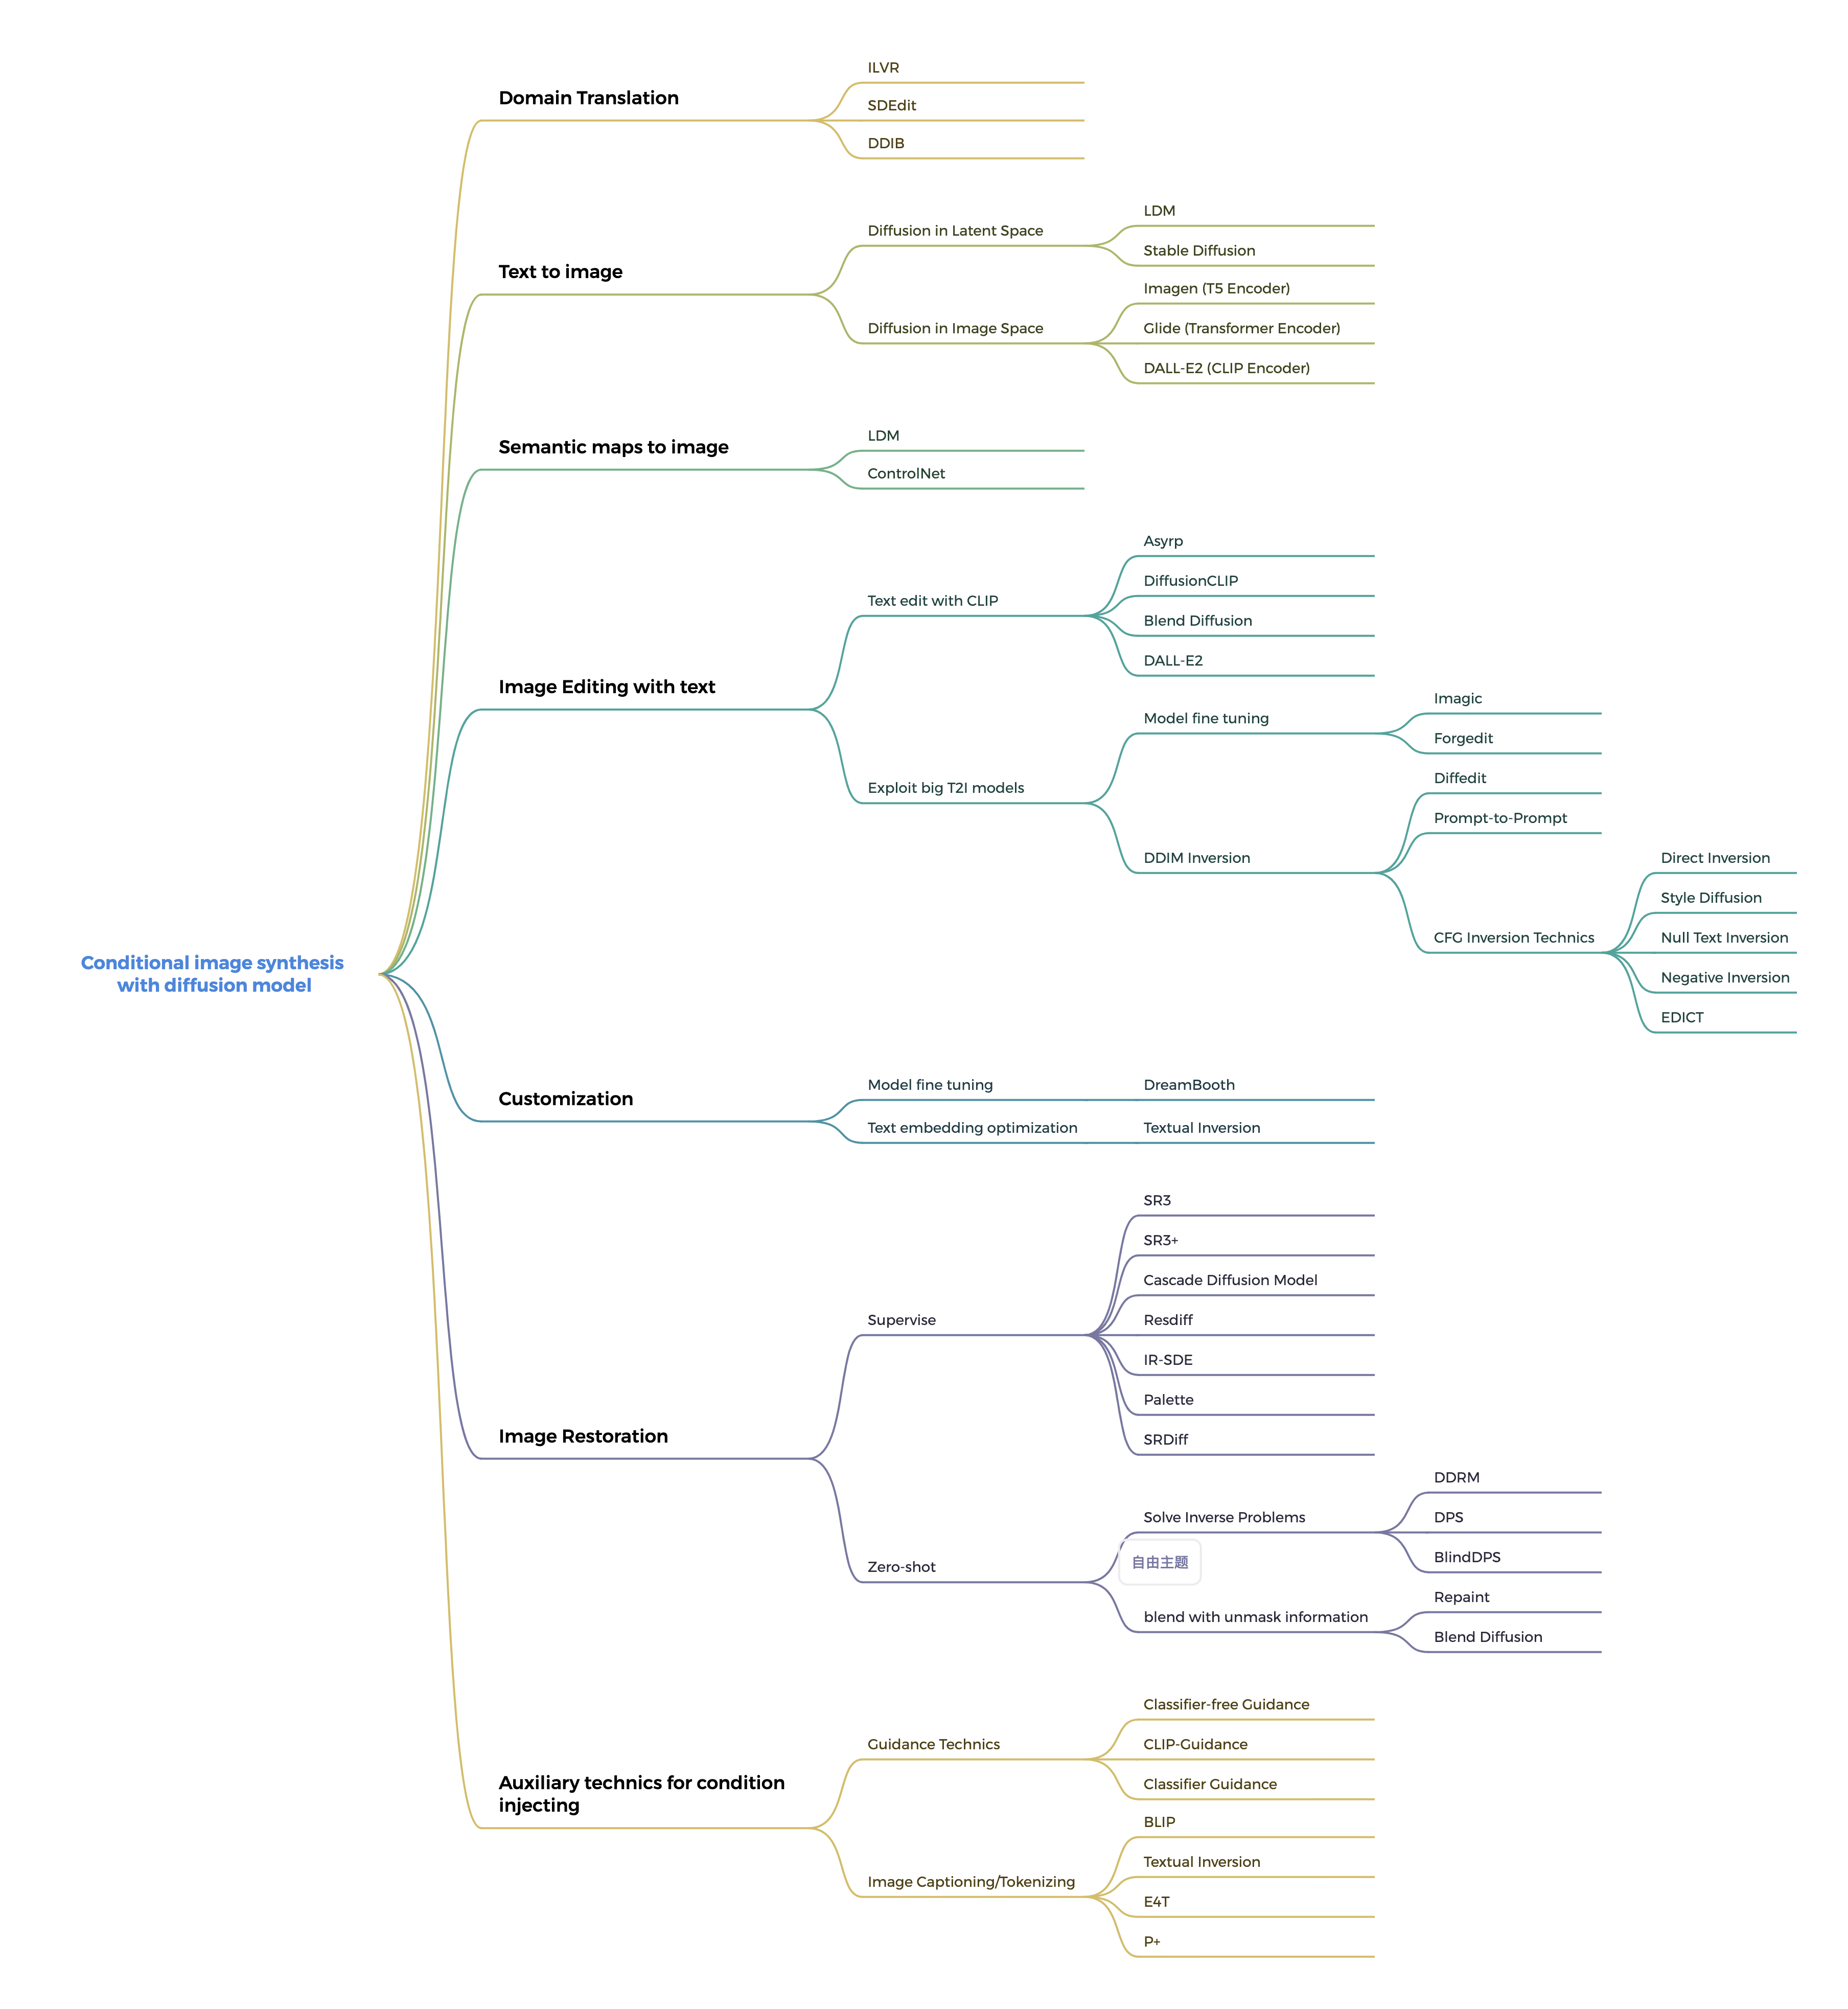 Conditional image synthesis
with diffusion model
Domain Translation
ILVR
SDEdit
DDIB
Text to image
Diffusion in Latent Space
LDM
Stable Diffusion
Diffusion in Image Space
Imagen (T5 Encoder)
Glide (Transformer Encoder)
DALL-E2 (CLIP Encoder)
Semantic maps to image
LDM
ControlNet
Image Editing with text
Text edit with CLIP
Asyrp
DiffusionCLIP
Blend Diffusion
DALL-E2
Exploit big T2I models
Model fine tuning
Imagic
Forgedit
DDIM Inversion
Diffedit
Prompt-to-Prompt
CFG Inversion Technics
Direct Inversion
Style Diffusion
Null Text Inversion
Negative Inversion
EDICT
Customization
Model fine tuning
DreamBooth
Text embedding optimization
Textual Inversion
Image Restoration
Supervise
SR3
SR3+
Cascade Diffusion Model
Resdiff
IR-SDE
Palette
SRDiff
Zero-shot
Solve Inverse Problems
DDRM
DPS
BlindDPS
自由主题
blend with unmask information
Repaint
Blend Diffusion
Auxiliary technics for condition
injecting
Guidance Technics
Classifier-free Guidance
CLIP-Guidance
Classifier Guidance
Image Captioning/Tokenizing
BLIP
Textual Inversion
E4T
P+